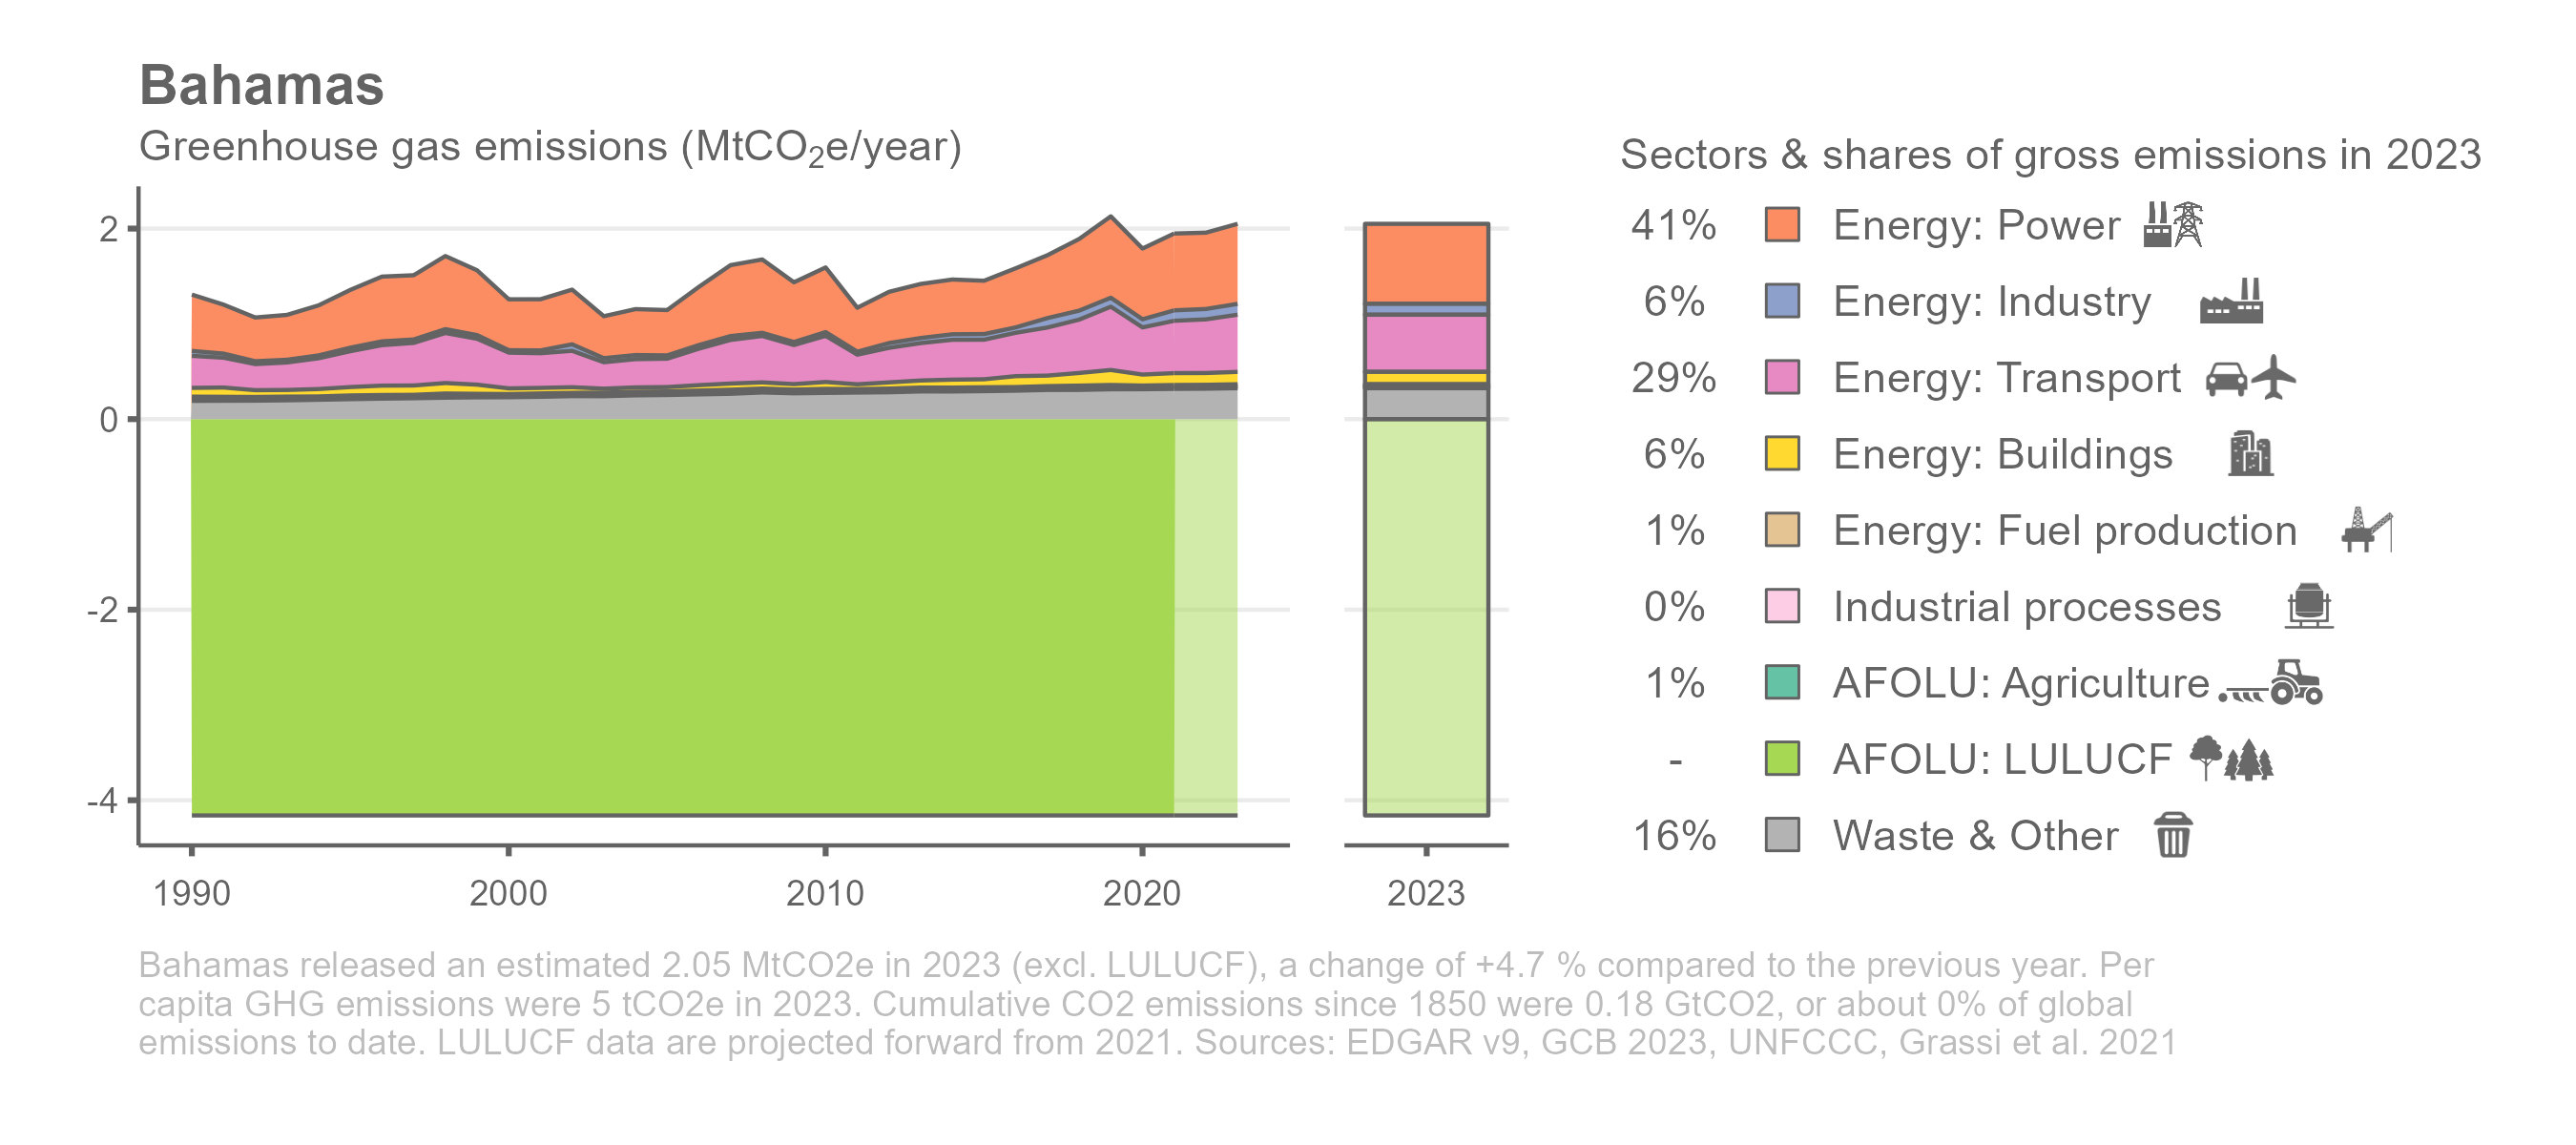 Bahamas
Greenhouse gas emissions (MtCO₂e/year)
2
0
-2
-4
1990
2000
2010
2020
2023
Sectors & shares of gross emissions in 2023
41% Energy: Power
6% Energy: Industry
29% Energy: Transport
6% Energy: Buildings
1% Energy: Fuel production
0% Industrial processes
1% AFOLU: Agriculture
- AFOLU: LULUCF
16% Waste & Other
Bahamas released an estimated 2.05 MtCO2e in 2023 (excl. LULUCF), a change of +4.7 % compared to the previous year. Per
capita GHG emissions were 5 tCO2e in 2023. Cumulative CO2 emissions since 1850 were 0.18 GtCO2, or about 0% of global
emissions to date. LULUCF data are projected forward from 2021. Sources: EDGAR v9, GCB 2023, UNFCCC, Grassi et al. 2021